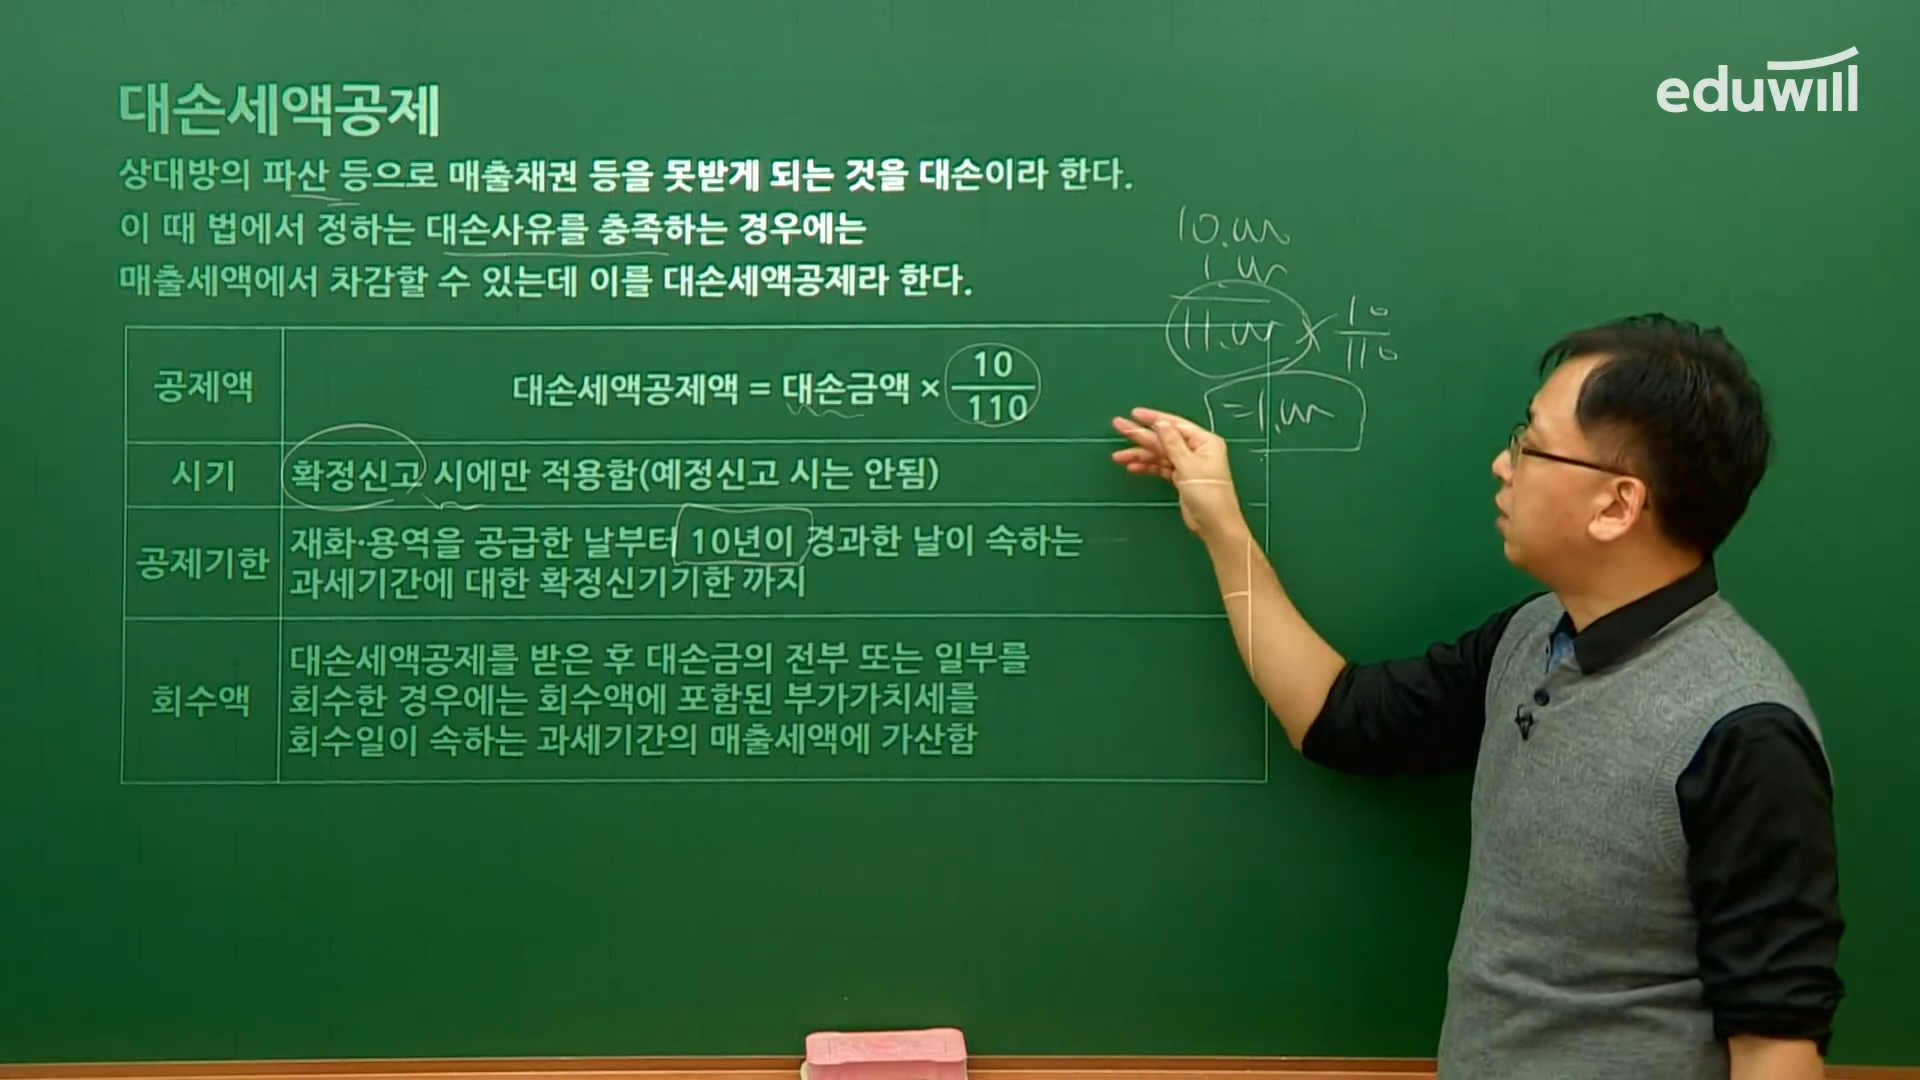 eduwill
대손세액공제
상대방의 파산 등으로 매출채권 등을 못받게 되는 것을 대손이라 한다.
이 때 법에서 정하는 대손사유를 충족하는 경우에는
매출세액에서 차감할 수 있는데 이를 대손세액공제라 한다.
공제액
대손세액공제액 = 대손금액 × 10/110
시기
확정신고 시에만 적용함(예정신고 시는 안됨)
공제기한
재화·용역을 공급한 날부터 10년이 경과한 날이 속하는
과세기간에 대한 확정신기기한 까지
회수액
대손세액공제를 받은 후 대손금의 전부 또는 일부를
회수한 경우에는 회수액에 포함된 부가가치세를
회수일이 속하는 과세기간의 매출세액에 가산함
× 10/110